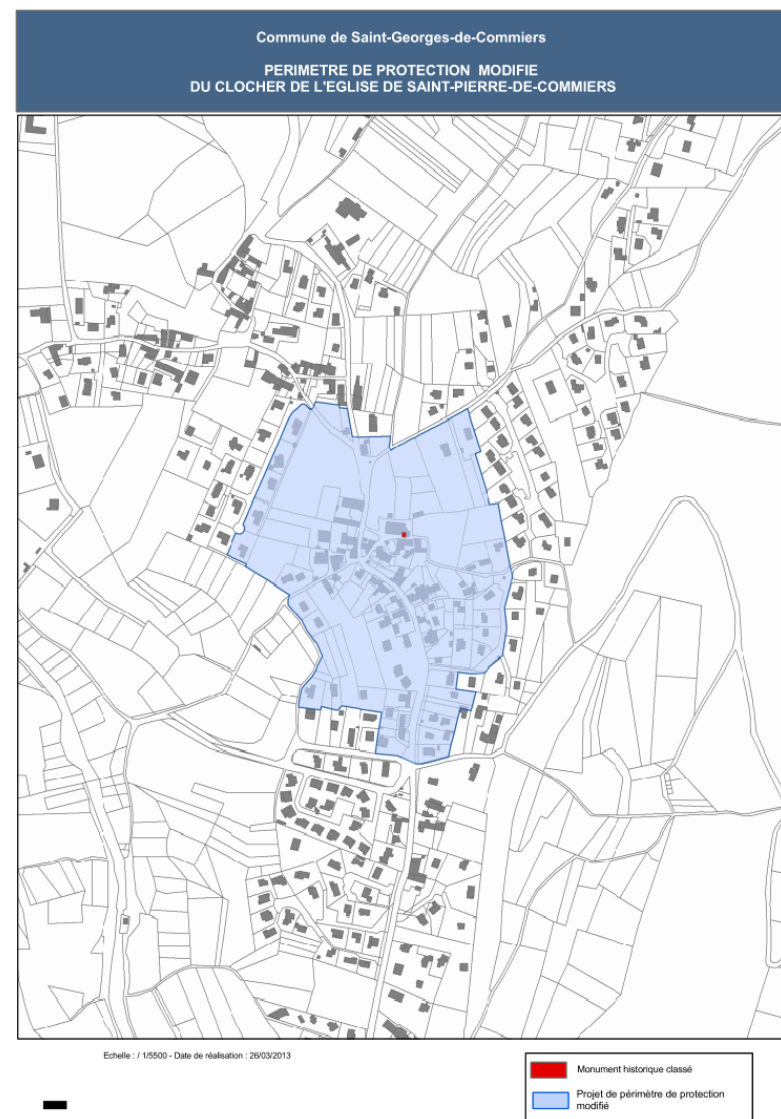 Commune de Saint-Georges-de-Commiers
PERIMETRE DE PROTECTION MODIFIE
DU CLOCHER DE L'EGLISE DE SAINT-PIERRE-DE-COMMIERS
Echelle : / 1/5500 - Date de réalisation : 26/03/2013
Monument historique classé
Projet de périmètre de protection
modifié